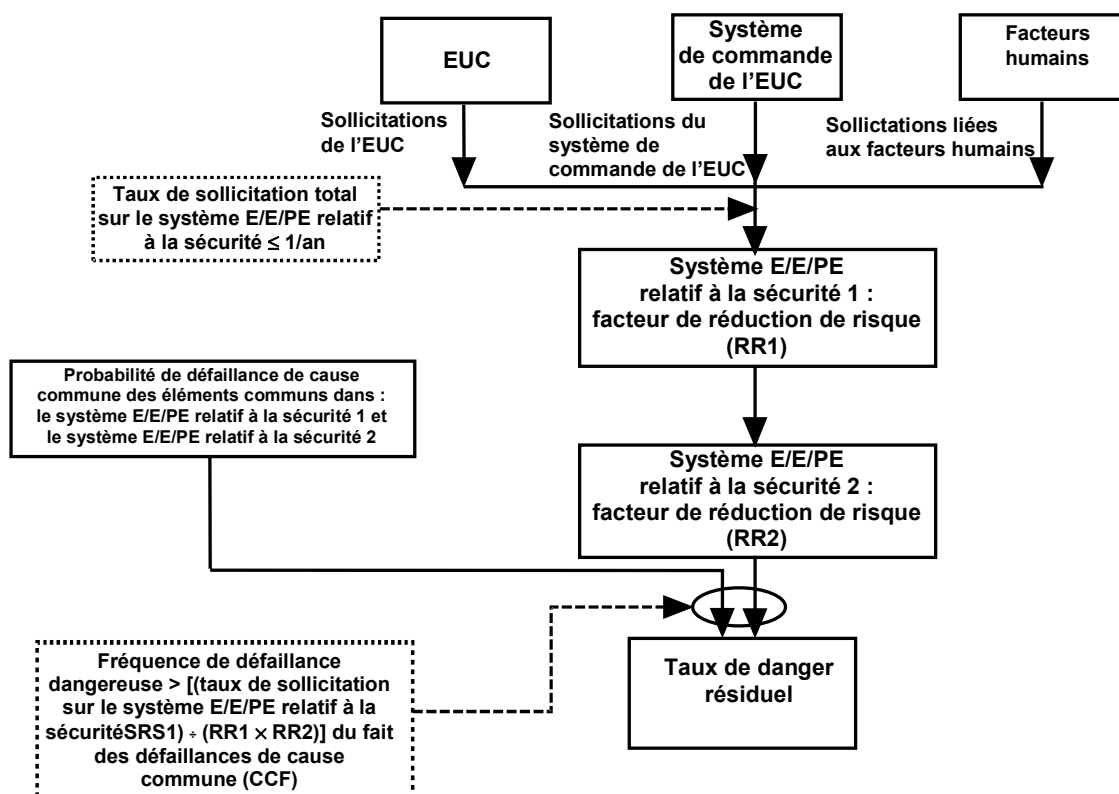 EUC
Système
de commande
de l’EUC
Facteurs
humains
Sollicitations
de l’EUC
Sollicitations du
système de
commande de l’EUC
Sollictations liées
aux facteurs humains
Taux de sollicitation total
sur le système E/E/PE relatif
à la sécurité ≤ 1/an
Système E/E/PE
relatif à la sécurité 1 :
facteur de réduction de risque
(RR1)
Probabilité de défaillance de cause
commune des éléments communs dans :
le système E/E/PE relatif à la sécurité 1 et
le système E/E/PE relatif à la sécurité 2
Système E/E/PE
relatif à la sécurité 2 :
facteur de réduction de risque
(RR2)
Fréquence de défaillance
dangereuse > [(taux de sollicitation
sur le système E/E/PE relatif à la
sécuritéSRS1) ÷ (RR1 × RR2)] du fait
des défaillances de cause
commune (CCF)
Taux de danger
résiduel